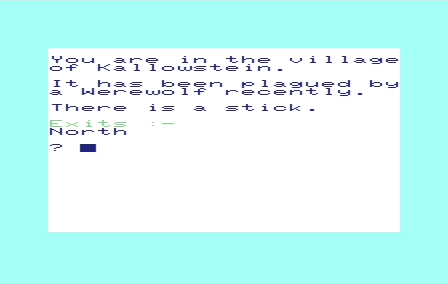 You are in the village
of Kallowstein.
It has been plagued by
a Werewolf recently.
There is a stick.
Exits :-
North
?